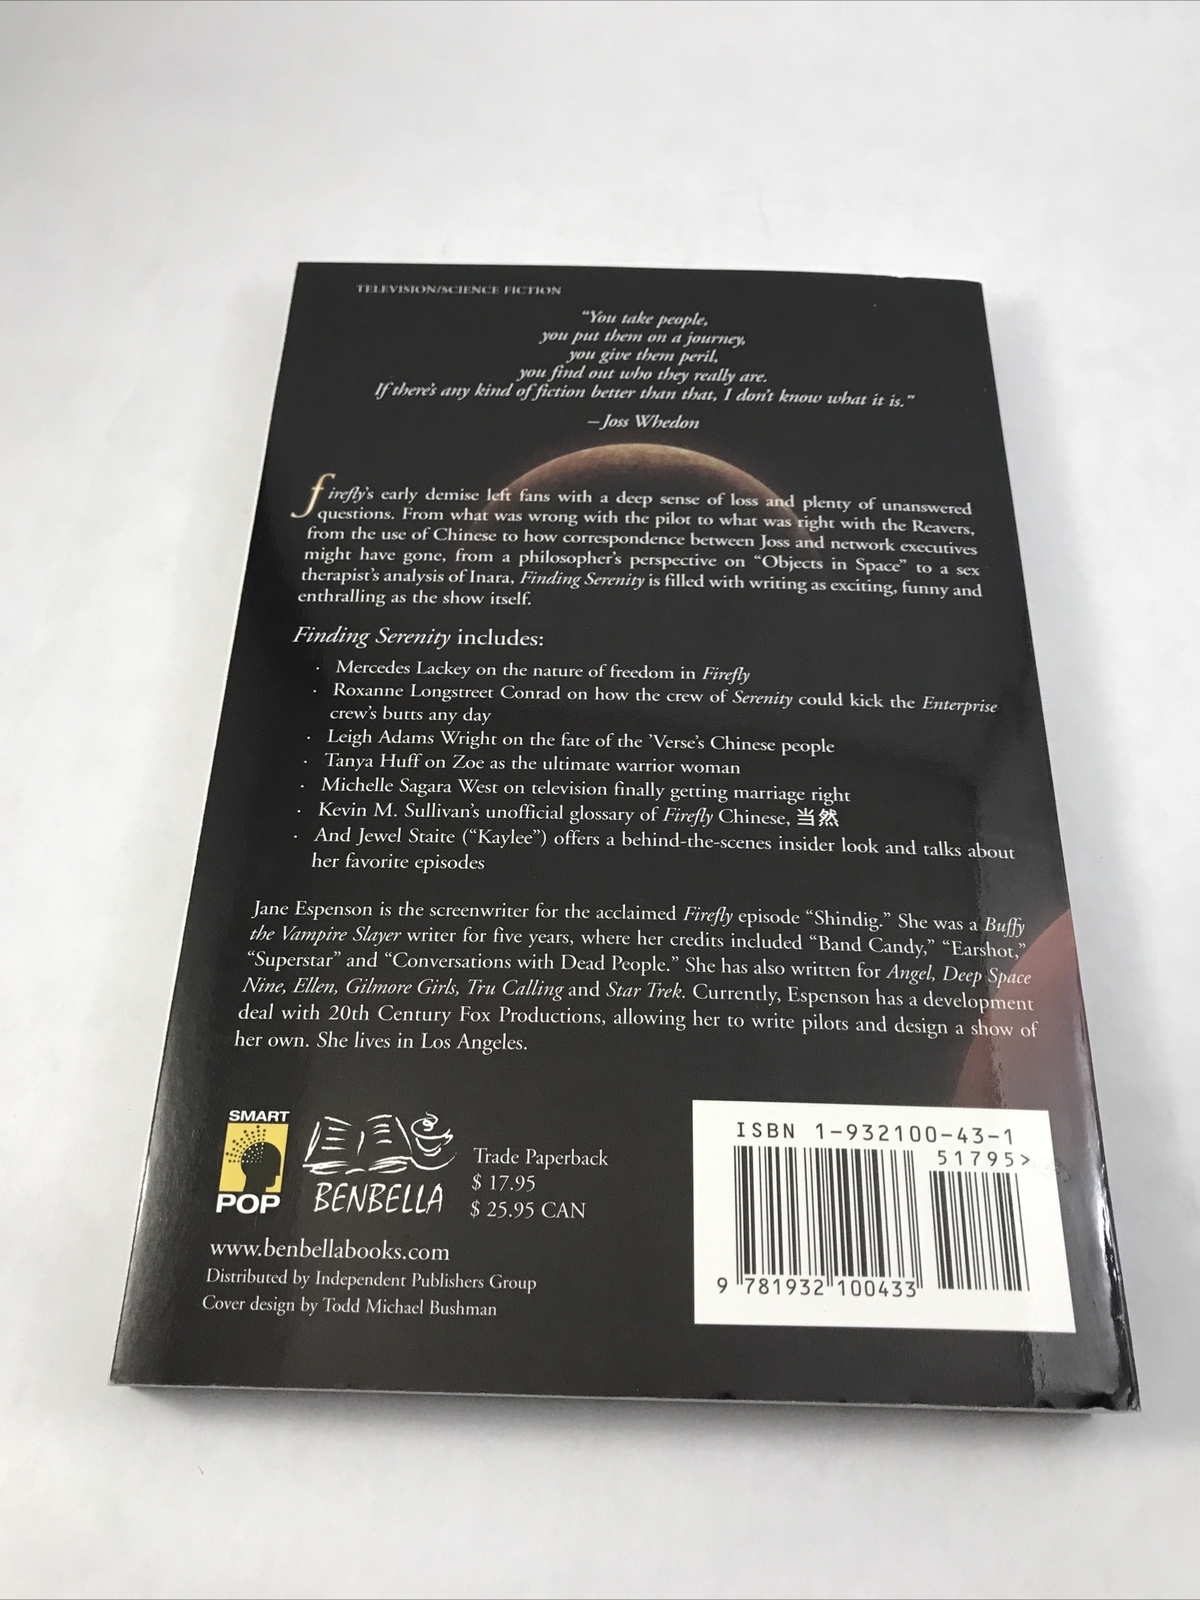 TELEVISION/SCIENCE FICTION
"You take people,
you put them on a journey,
you give them peril,
you find out who they really are.
If there's any kind of fiction better than that, I don't know what it is."
—Joss Whedon
firefly's early demise left fans with a deep sense of loss and plenty of unanswered
questions. From what was wrong with the pilot to what was right with the Reavers,
from the use of Chinese to how correspondence between Joss and network executives
might have gone, from a philosopher's perspective on "Objects in Space" to a sex
therapist's analysis of Inara, Finding Serenity is filled with writing as exciting, funny and
enthralling as the show itself.
Finding Serenity includes:
· Mercedes Lackey on the nature of freedom in Firefly
· Roxanne Longstreet Conrad on how the crew of Serenity could kick the Enterprise
crew's butts any day
· Leigh Adams Wright on the fate of the 'Verse's Chinese people
· Tanya Huff on Zoe as the ultimate warrior woman
· Michelle Sagara West on television finally getting marriage right
· Kevin M. Sullivan's unofficial glossary of Firefly Chinese, 当然
· And Jewel Staite ("Kaylee") offers a behind-the-scenes insider look and talks about
her favorite episodes
Jane Espenson is the screenwriter for the acclaimed Firefly episode "Shindig." She was a Buffy
the Vampire Slayer writer for five years, where her credits included "Band Candy," "Earshot,"
"Superstar" and "Conversations with Dead People." She has also written for Angel, Deep Space
Nine, Ellen, Gilmore Girls, Tru Calling and Star Trek. Currently, Espenson has a development
deal with 20th Century Fox Productions, allowing her to write pilots and design a show of
her own. She lives in Los Angeles.
SMART
POP
BENBELLA
Trade Paperback
$ 17.95
$ 25.95 CAN
www.benbellabooks.com
Distributed by Independent Publishers Group
Cover design by Todd Michael Bushman
ISBN 1-932100-43-1
51795>
9 781932 100433